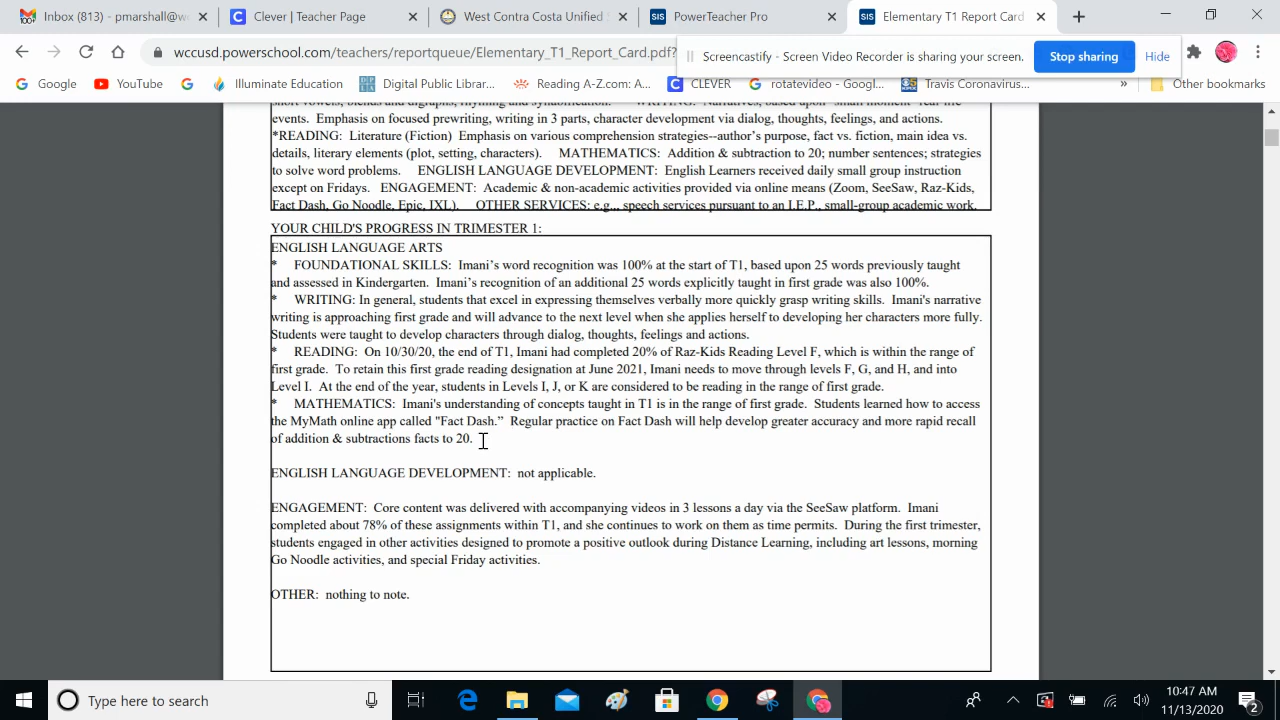 Inbox (813) - pmarshall@w
Clever | Teacher Page
West Contra Costa Unified
SIS PowerTeacher Pro
SIS Elementary T1 Report Card
wccusd.powerschool.com/teachers/reportqueue/Elementary_T1_Report_Card.pdf?
Screencastify - Screen Video Recorder is sharing your screen. Stop sharing Hide
Google YouTube Illuminate Education Digital Public Librar... Reading A-Z.com: T... CLEVER rotatevideo - Googl... Travis Coronavirus... » Other bookmarks
short vowels, blends and digraphs, rhyming and syllabification. WRITING: Narratives, based upon "small moment" real-life
events. Emphasis on focused prewriting, writing in 3 parts, character development via dialog, thoughts, feelings, and actions.
*READING: Literature (Fiction) Emphasis on various comprehension strategies--author's purpose, fact vs. fiction, main idea vs.
details, literary elements (plot, setting, characters). MATHEMATICS: Addition & subtraction to 20; number sentences; strategies
to solve word problems. ENGLISH LANGUAGE DEVELOPMENT: English Learners received daily small group instruction
except on Fridays. ENGAGEMENT: Academic & non-academic activities provided via online means (Zoom, SeeSaw, Raz-Kids,
Fact Dash, Go Noodle, Epic, IXL). OTHER SERVICES: e.g.,, speech services pursuant to an I.E.P., small-group academic work.
YOUR CHILD'S PROGRESS IN TRIMESTER 1:
ENGLISH LANGUAGE ARTS
* FOUNDATIONAL SKILLS: Imani’s word recognition was 100% at the start of T1, based upon 25 words previously taught
and assessed in Kindergarten. Imani’s recognition of an additional 25 words explicitly taught in first grade was also 100%.
* WRITING: In general, students that excel in expressing themselves verbally more quickly grasp writing skills. Imani's narrative
writing is approaching first grade and will advance to the next level when she applies herself to developing her characters more fully.
Students were taught to develop characters through dialog, thoughts, feelings and actions.
* READING: On 10/30/20, the end of T1, Imani had completed 20% of Raz-Kids Reading Level F, which is within the range of
first grade. To retain this first grade reading designation at June 2021, Imani needs to move through levels F, G, and H, and into
Level I. At the end of the year, students in Levels I, J, or K are considered to be reading in the range of first grade.
* MATHEMATICS: Imani's understanding of concepts taught in T1 is in the range of first grade. Students learned how to access
the MyMath online app called "Fact Dash.” Regular practice on Fact Dash will help develop greater accuracy and more rapid recall
of addition & subtractions facts to 20.
ENGLISH LANGUAGE DEVELOPMENT: not applicable.
ENGAGEMENT: Core content was delivered with accompanying videos in 3 lessons a day via the SeeSaw platform. Imani
completed about 78% of these assignments within T1, and she continues to work on them as time permits. During the first trimester,
students engaged in other activities designed to promote a positive outlook during Distance Learning, including art lessons, morning
Go Noodle activities, and special Friday activities.
OTHER: nothing to note.
Type here to search
10:47 AM
11/13/2020
2